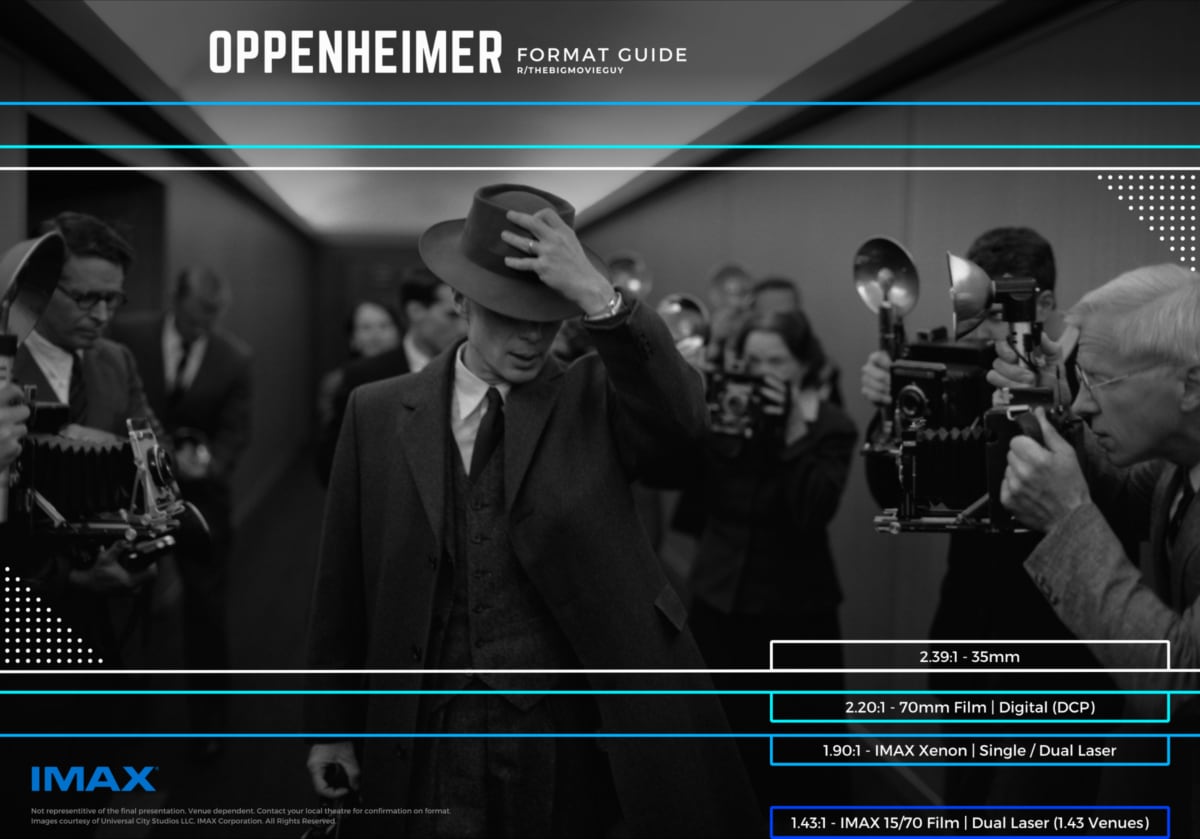 OPPENHEIMER FORMAT GUIDE
R/THEBIGMOVIEGUY
2.39:1 - 35mm
2.20:1 - 70mm Film | Digital (DCP)
1.90:1 - IMAX Xenon | Single / Dual Laser
IMAX®
Not representitive of the final presentation. Venue dependent. Contact your local theatre for confirmation on format.
Images courtesy of Universal City Studios LLC. IMAX Corporation. All Rights Reserved.
1.43:1 - IMAX 15/70 Film | Dual Laser (1.43 Venues)